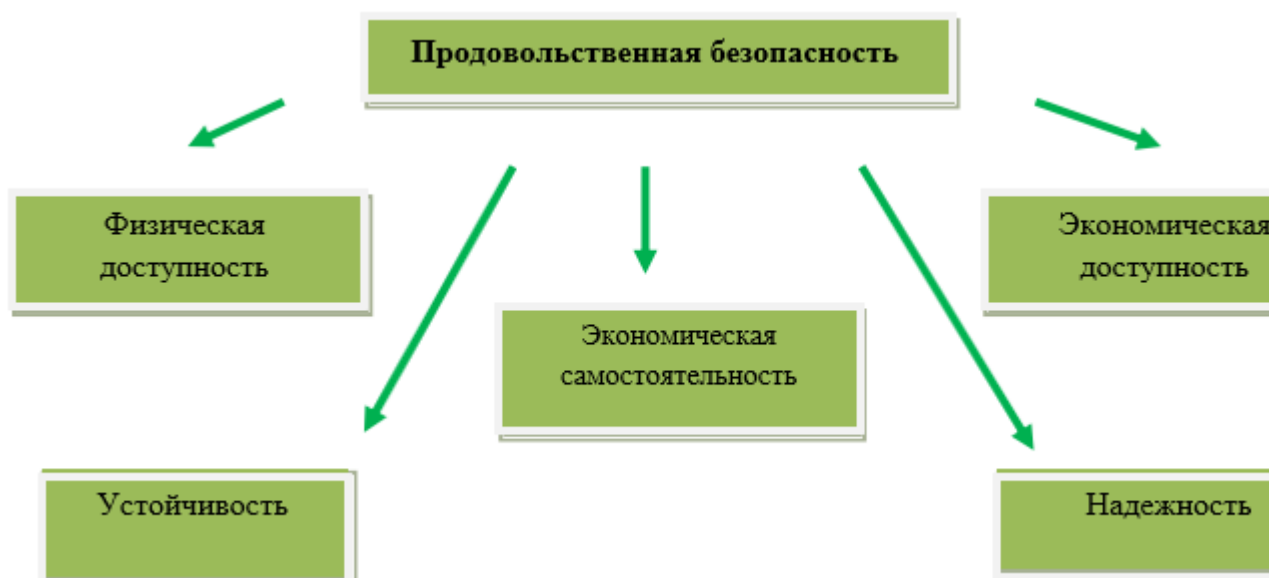 Продовольственная безопасность
Физическая
доступность
Экономическая
доступность
Экономическая
самостоятельность
Устойчивость
Надежность